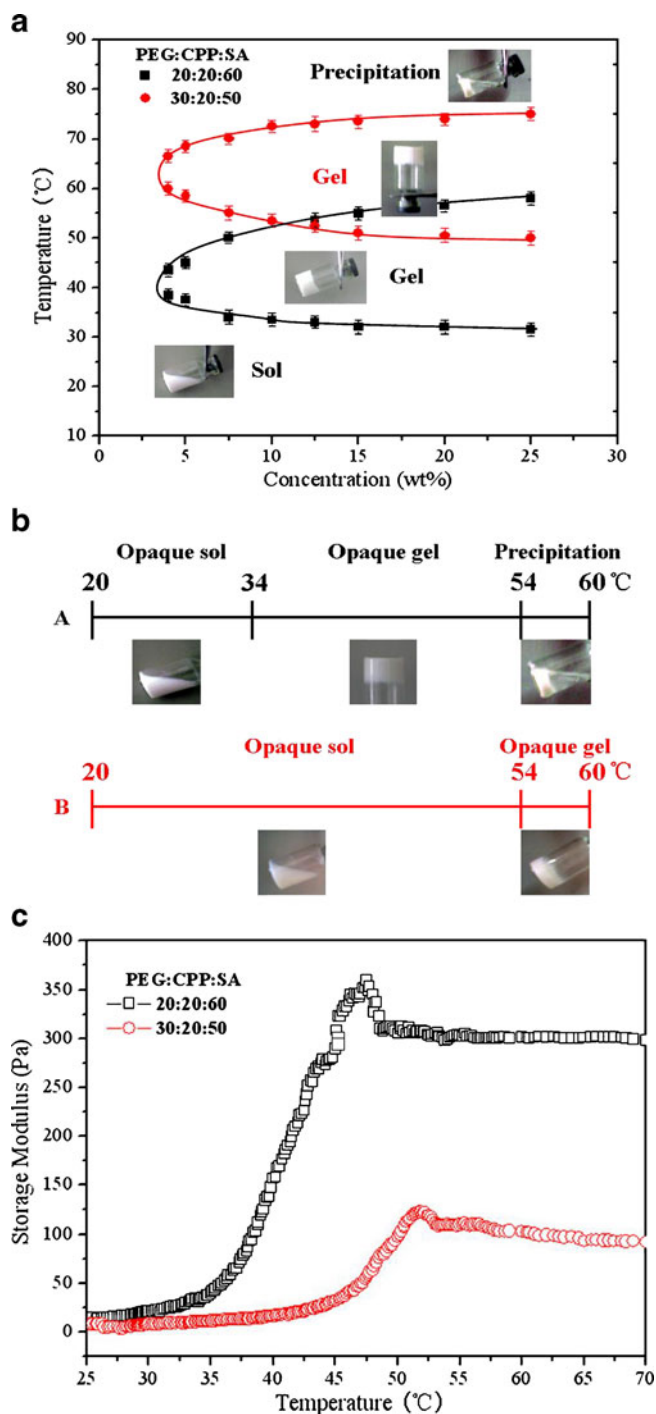 a
90
80
70
60
50
40
30
20
10
Temperature (℃)
PEG:CPP:SA
20:20:60
30:20:50
Precipitation
Gel
Gel
Sol
0 5 10 15 20 25 30
Concentration (wt%)
b
Opaque sol Opaque gel Precipitation
20 34 54 60 ℃
A
Opaque sol Opaque gel
20 54 60 ℃
B
c
400
350
300
250
200
150
100
50
0
Storage Modulus (Pa)
PEG:CPP:SA
20:20:60
30:20:50
25 30 35 40 45 50 55 60 65 70
Temperature (℃)